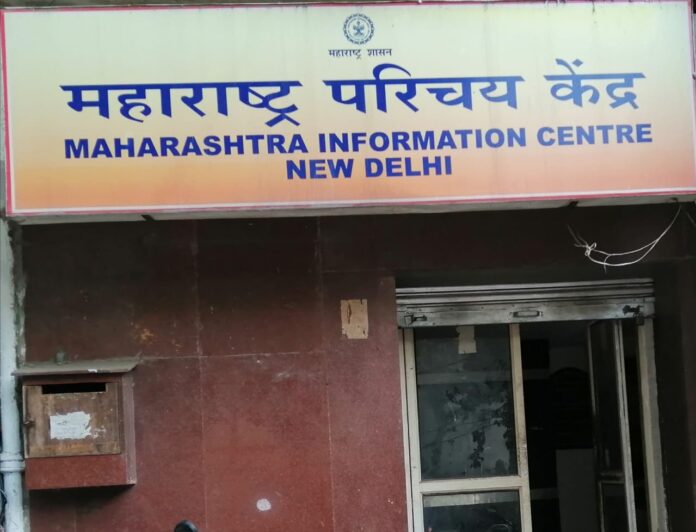 महाराष्ट्र शासन
महाराष्ट्र परिचय केंद्र
MAHARASHTRA INFORMATION CENTRE
NEW DELHI